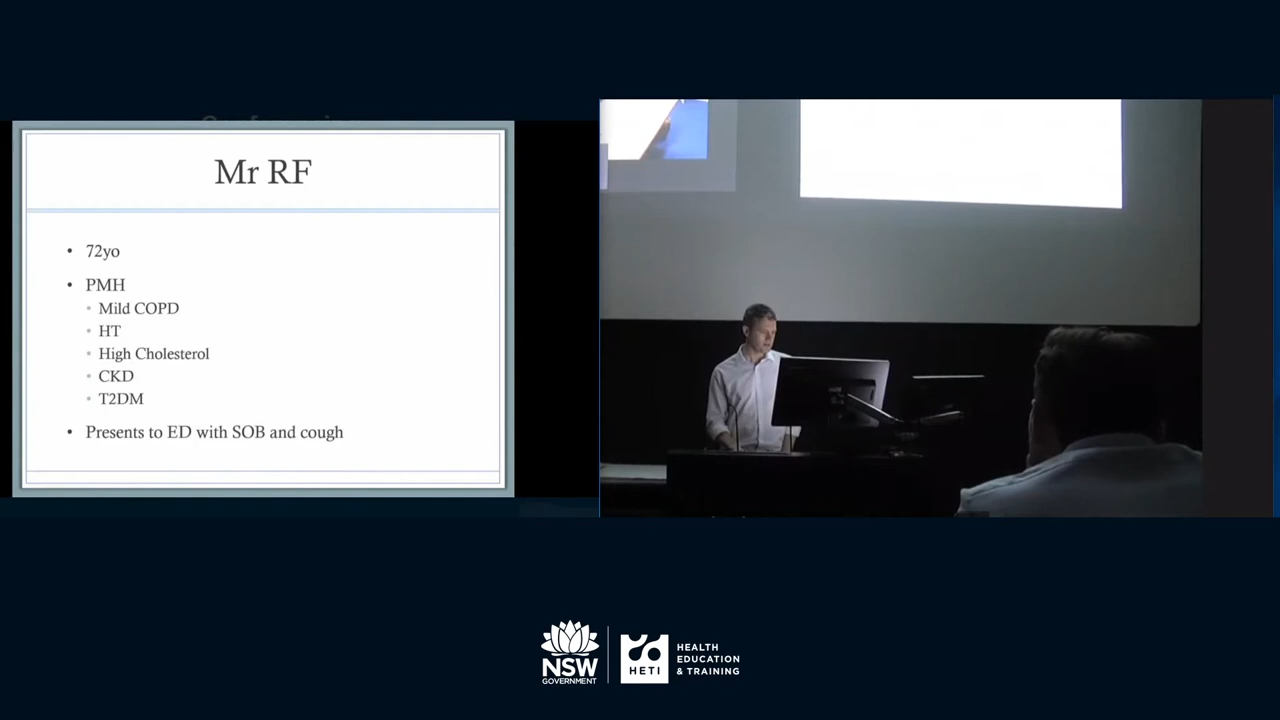 Mr RF
• 72yo
• PMH
• Mild COPD
• HT
• High Cholesterol
• CKD
• T2DM
• Presents to ED with SOB and cough
NSW
GOVERNMENT
HETI
HEALTH
EDUCATION
& TRAINING